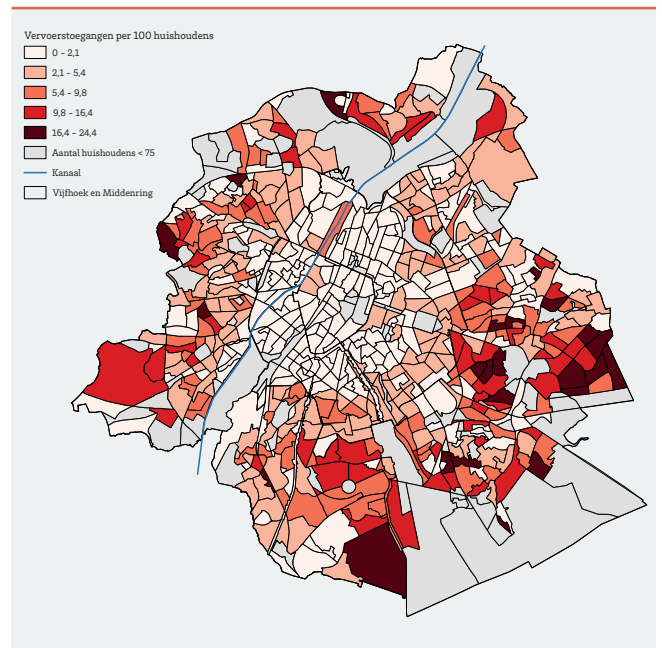 Vervoerstoegangen per 100 huishoudens
0 - 2,1
2,1 - 5,4
5,4 - 9,8
9,8 - 16,4
16,4 - 24,4
Aantal huishoudens < 75
Kanaal
Vijfhoek en Middenring